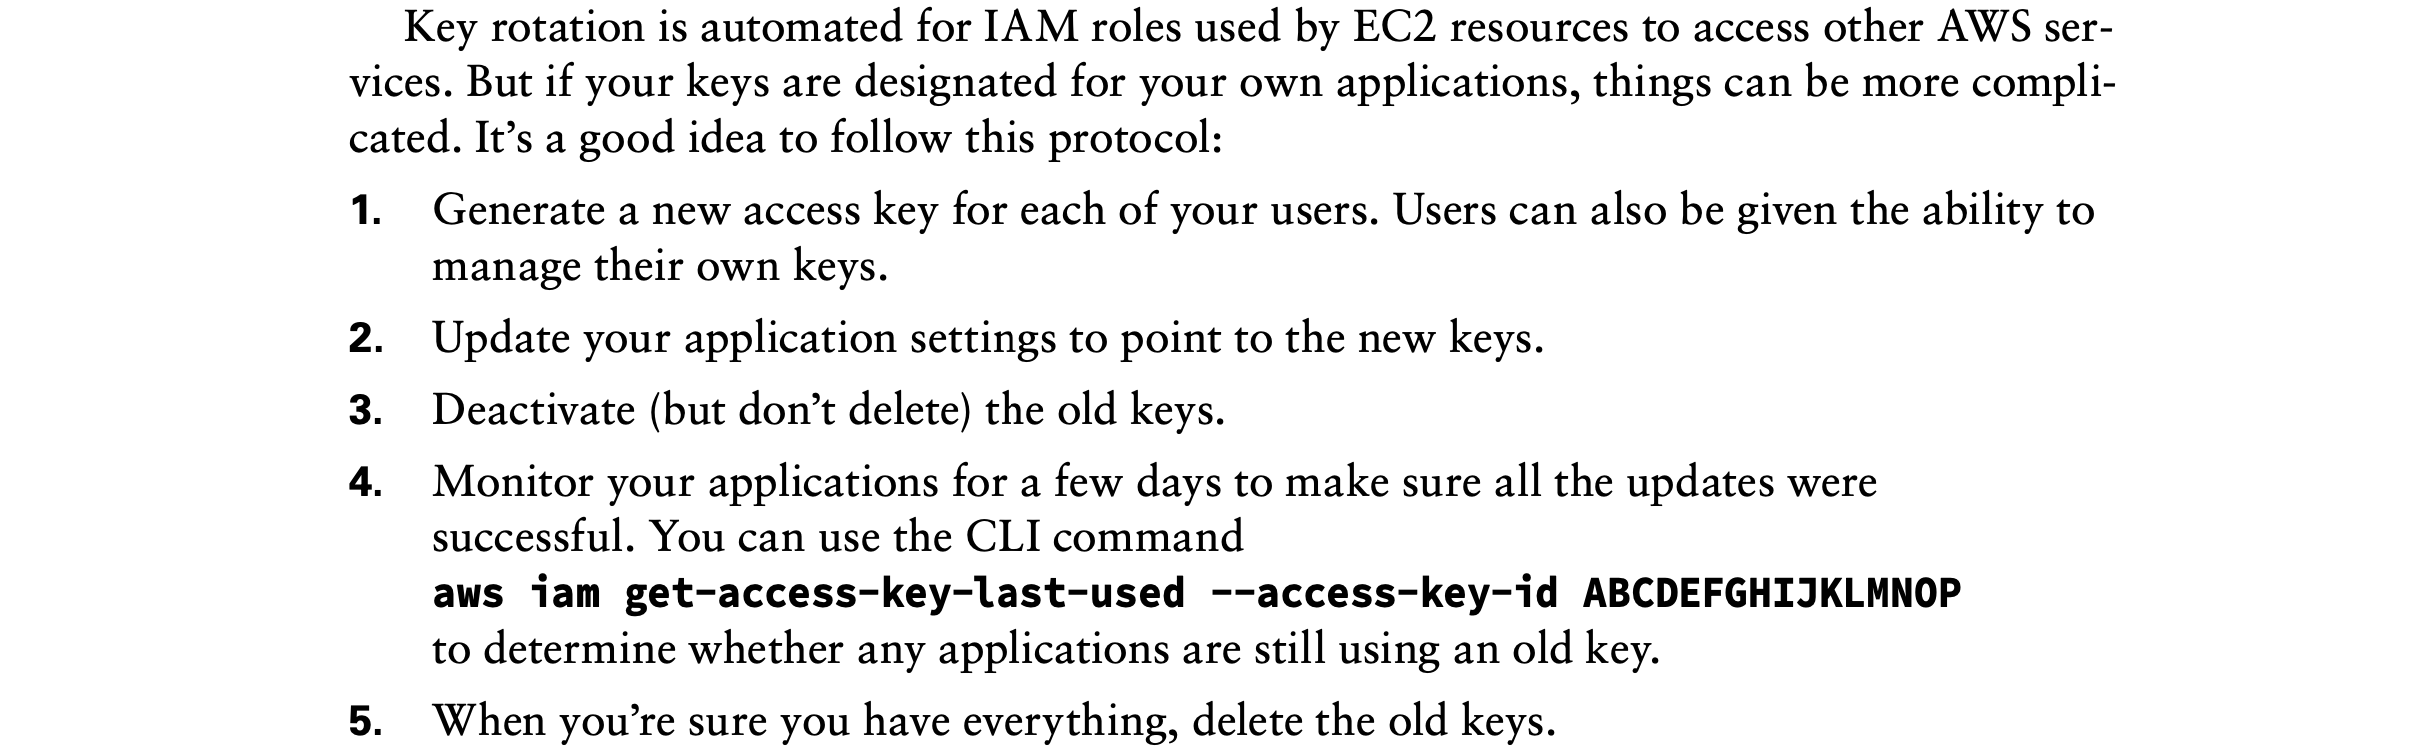 Key rotation is automated for IAM roles used by EC2 resources to access other AWS ser-
vices. But if your keys are designated for your own applications, things can be more compli-
cated. It’s a good idea to follow this protocol:
1. Generate a new access key for each of your users. Users can also be given the ability to
manage their own keys.
2. Update your application settings to point to the new keys.
3. Deactivate (but don’t delete) the old keys.
4. Monitor your applications for a few days to make sure all the updates were
successful. You can use the CLI command
aws iam get-access-key-last-used --access-key-id ABCDEFGHIJKLMNOP
to determine whether any applications are still using an old key.
5. When you’re sure you have everything, delete the old keys.